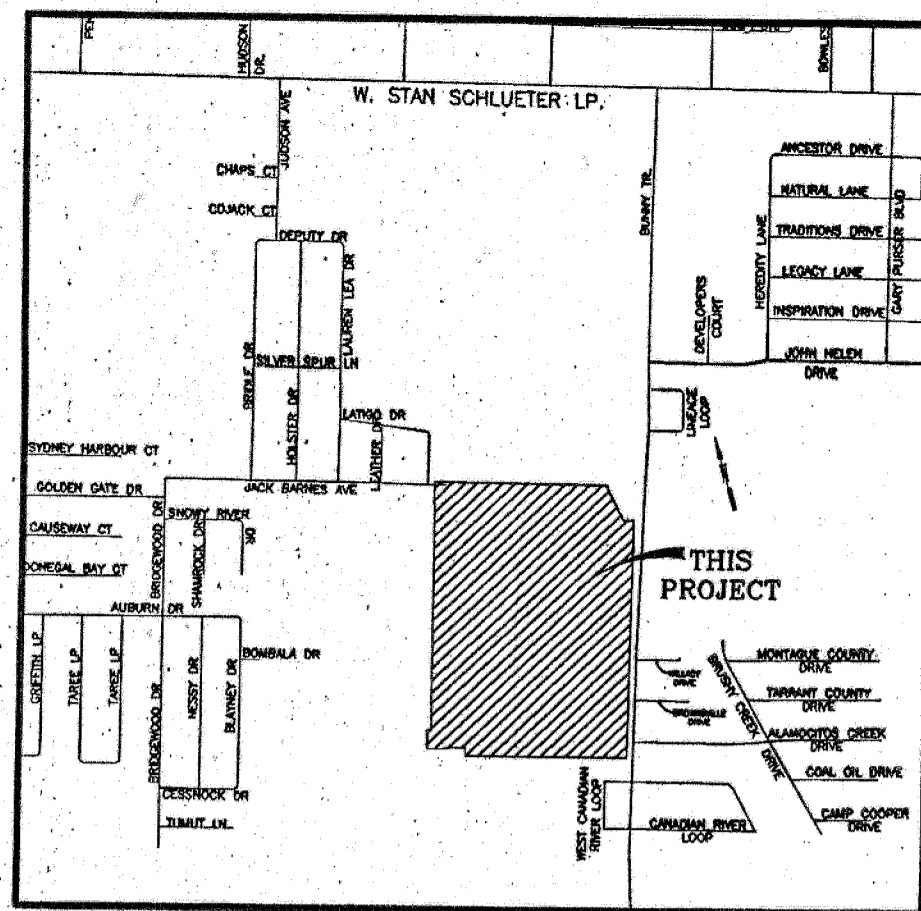 HUDSON
DR.
W. STAN SCHLUETER LP.
JUDSON AVE
CHAPS CT
COJACK CT
DEPUTY DR
LAUREN LEA DR
BRIDLE DR
SILVER SPUR LN
HOLSTER DR
LATIGO DR
LEATHER DR
JACK BARNES AVE
SYDNEY HARBOUR CT
GOLDEN GATE DR
CAUSEWAY CT
DONEGAL BAY CT
BRIDGEWOOD DR
SNOWY RIVER
DR
SHAMROCK DR
AUBURN DR
GRIFFITH LP
TAREE LP
TAREE LP
BRIDGEWOOD DR
HESSY DR
BLAYNEY DR
BOMBALA DR
CESSNOCK DR
TUMUT LN
BUNNY TR.
ANCESTOR DRIVE
NATURAL LANE
TRADITIONS DRIVE
LEGACY LANE
INSPIRATION DRIVE
JOHN HELEN
DRIVE
HEREDITY LANE
GARY PURSER BLVD
DEVELOPERS
COURT
LINEAGE
LOOP
THIS
PROJECT
MONTAGUE COUNTY
DRIVE
TARRANT COUNTY
DRIVE
ALAMOCITOS CREEK
DRIVE
COAL OIL DRIVE
CAMP COOPER
DRIVE
BRUSHY CREEK DRIVE
DRIVE
BROWNSVILLE
DRIVE
WEST CANADIAN
RIVER LOOP
CANADIAN RIVER
LOOP